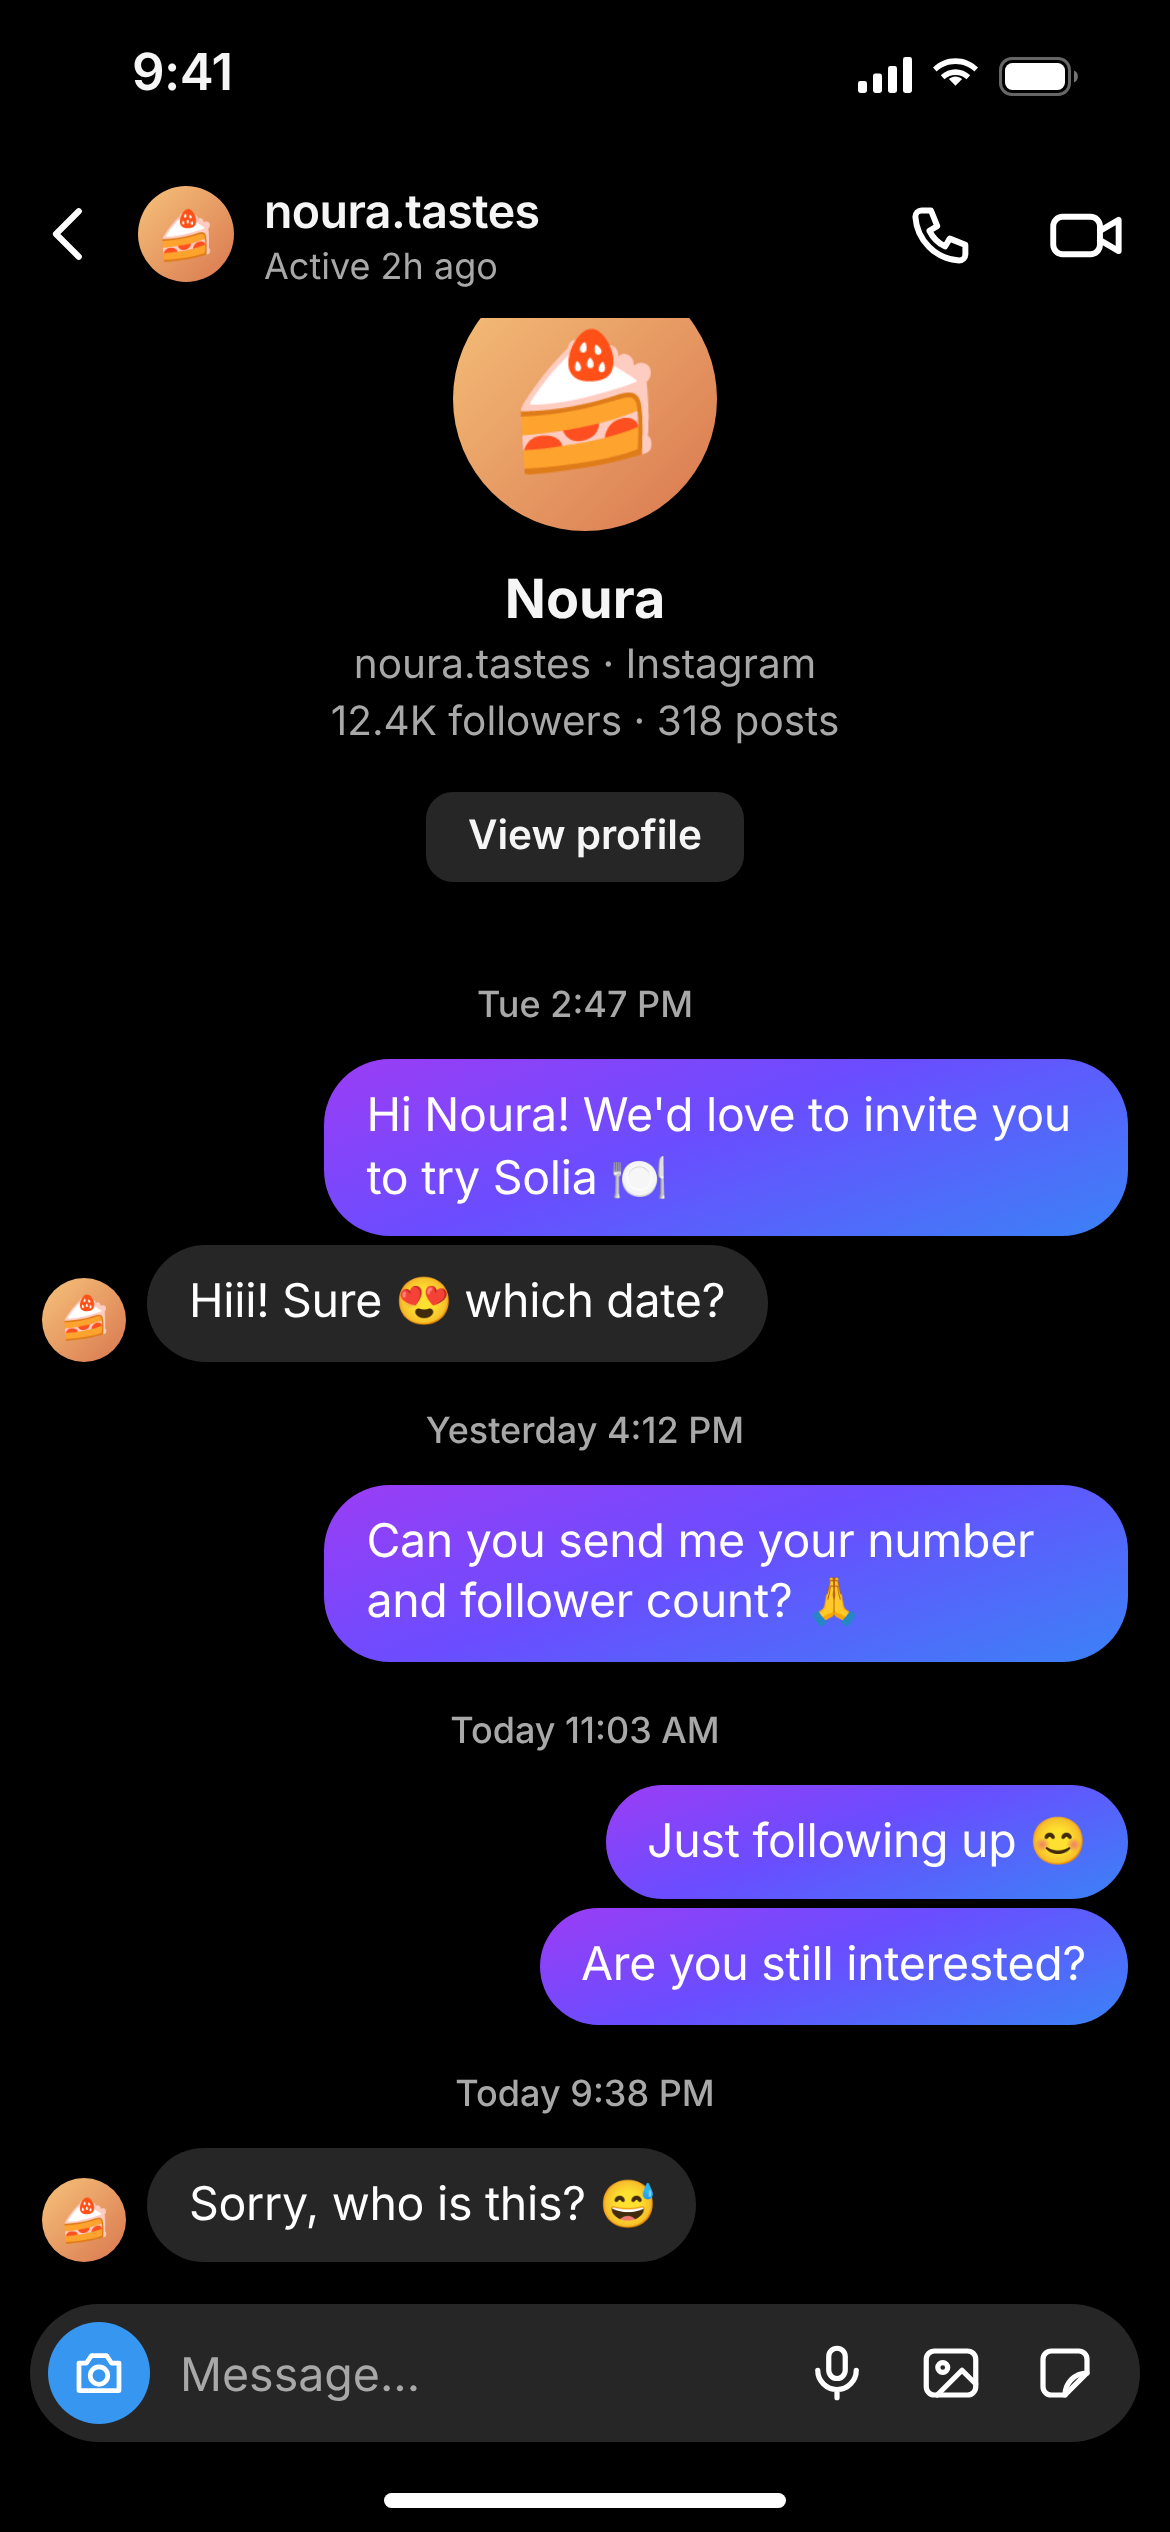 9:41
noura.tastes
Active 2h ago
Noura
noura.tastes · Instagram
12.4K followers · 318 posts
View profile
Tue 2:47 PM
Hi Noura! We'd love to invite you
to try Solia 🍽️
Hiii! Sure 😍 which date?
Yesterday 4:12 PM
Can you send me your number
and follower count? 🙏
Today 11:03 AM
Just following up 😊
Are you still interested?
Today 9:38 PM
Sorry, who is this? 😅
Message...